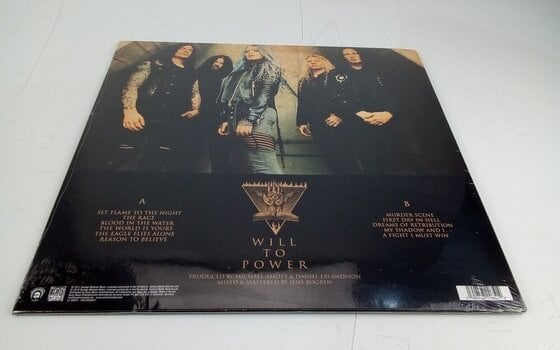 A
SET FLAME TO THE NIGHT
THE RACE
BLOOD IN THE WATER
THE WORLD IS YOURS
THE EAGLE FLIES ALONE
REASON TO BELIEVE
B
MURDER SCENE
FIRST DAY IN HELL
DREAMS OF RETRIBUTION
MY SHADOW AND I
A FIGHT I MUST WIN
WILL
TO
POWER
PRODUCED BY MICHAEL AMOTT & DANIEL ERLANDSSON
MIXED & MASTERED BY JENS BOGREN